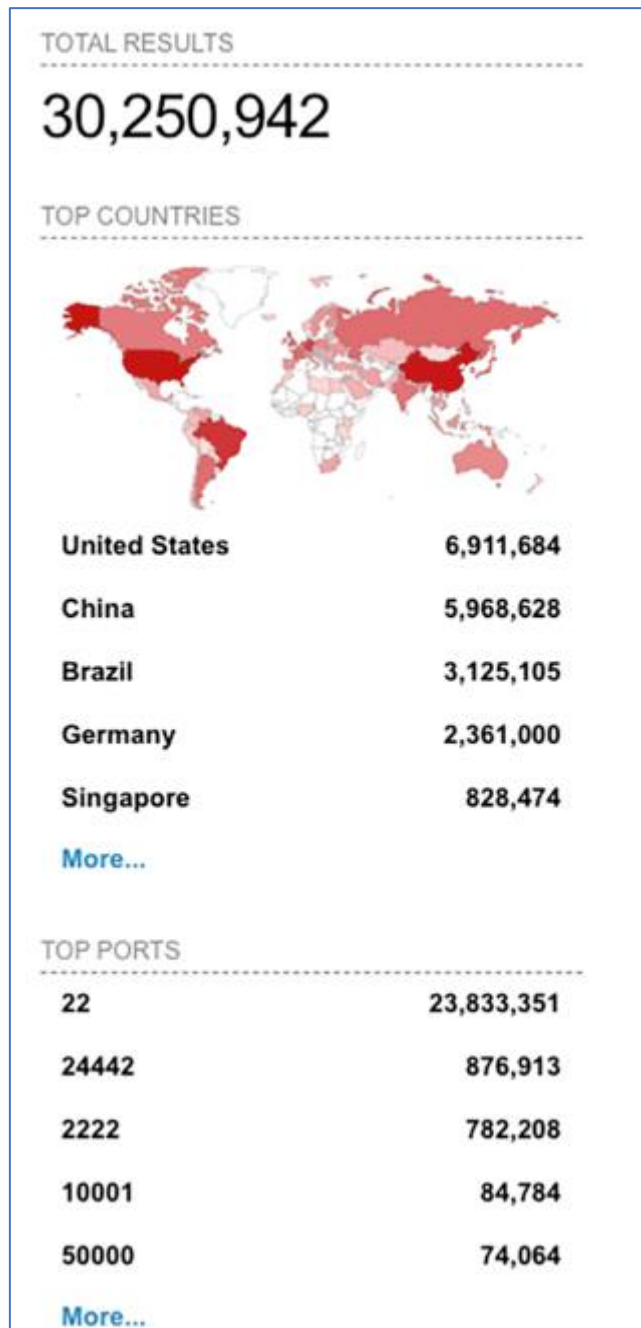 TOTAL RESULTS
30,250,942
TOP COUNTRIES
United States 6,911,684
China 5,968,628
Brazil 3,125,105
Germany 2,361,000
Singapore 828,474
More...
TOP PORTS
22 23,833,351
24442 876,913
2222 782,208
10001 84,784
50000 74,064
More...